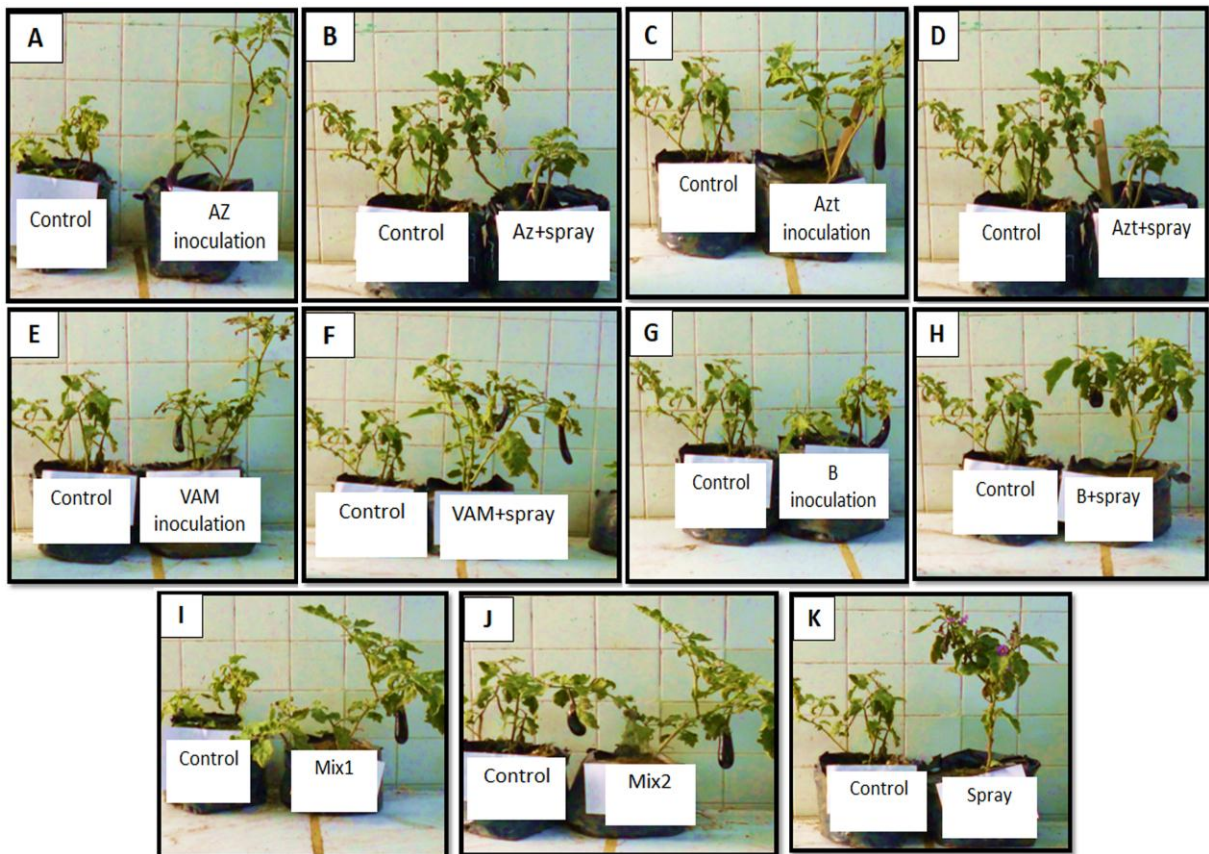 A
Control
AZ
inoculation
B
Control
Az+spray
C
Control
Azt
inoculation
D
Control
Azt+spray
E
Control
VAM
inoculation
F
Control
VAM+spray
G
Control
B
inoculation
H
Control
B+spray
I
Control
Mix1
J
Control
Mix2
K
Control
Spray